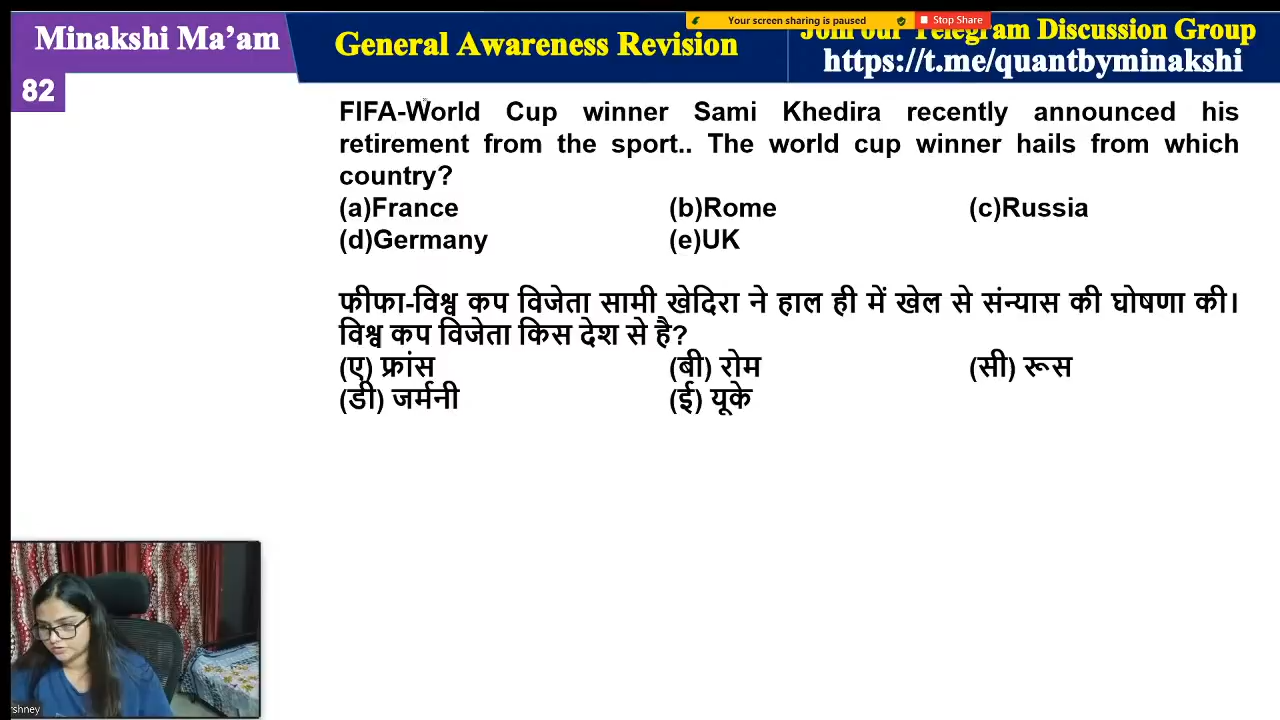 Minakshi Ma’am
General Awareness Revision
Join our Telegram Discussion Group
https://t.me/quantbyminakshi
Your screen sharing is paused
Stop Share
82
FIFA-World Cup winner Sami Khedira recently announced his
retirement from the sport.. The world cup winner hails from which
country?
(a)France (b)Rome (c)Russia
(d)Germany (e)UK
फीफा-विश्व कप विजेता सामी खेदिरा ने हाल ही में खेल से संन्यास की घोषणा की।
विश्व कप विजेता किस देश से है?
(ए) फ्रांस (बी) रोम (सी) रूस
(डी) जर्मनी (ई) यूके
rshney